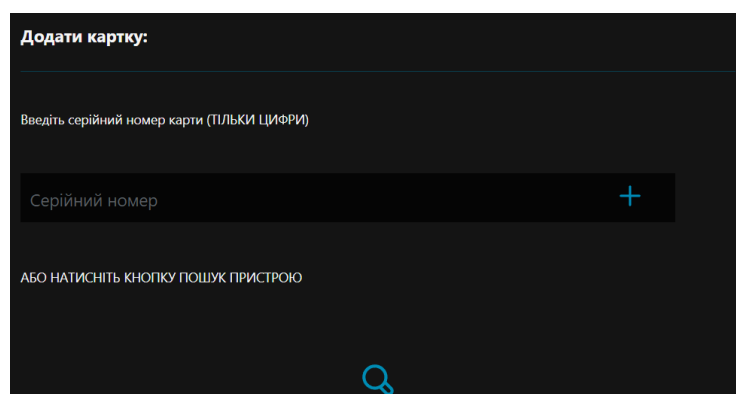 Додати картку:
Введіть серійний номер карти (ТІЛЬКИ ЦИФРИ)
Серійний номер
АБО НАТИСНІТЬ КНОПКУ ПОШУК ПРИСТРОЮ